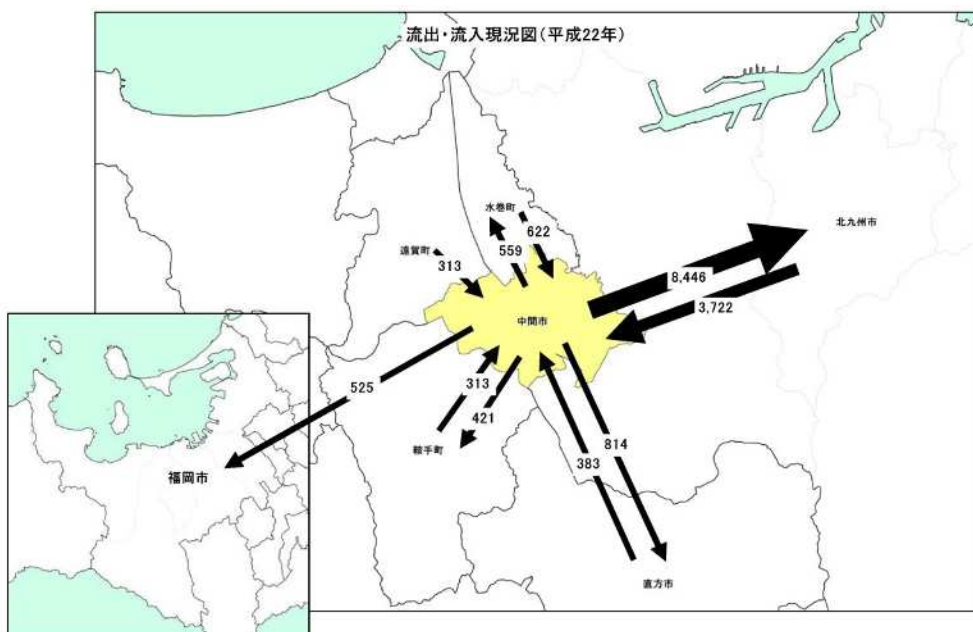 流出・流入現況図(平成22年)
水巻町
北九州市
622
559
遠賀町
313
8,446
3,722
中間市
525
313
421
鞍手町
814
383
福岡市
直方市